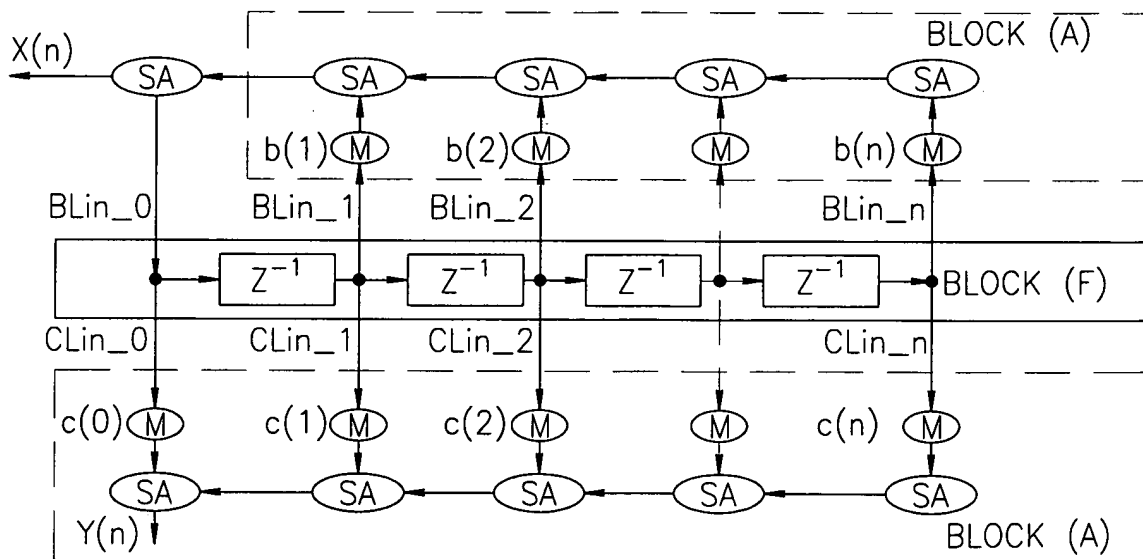 BLOCK (A)
X(n)
SA SA SA SA SA
b(1) M b(2) M M b(n) M
BLin_0 BLin_1 BLin_2 BLin_n
Z⁻¹ Z⁻¹ Z⁻¹ Z⁻¹ BLOCK (F)
CLin_0 CLin_1 CLin_2 CLin_n
c(0) M c(1) M c(2) M M c(n) M
SA SA SA SA SA
Y(n) BLOCK (A)